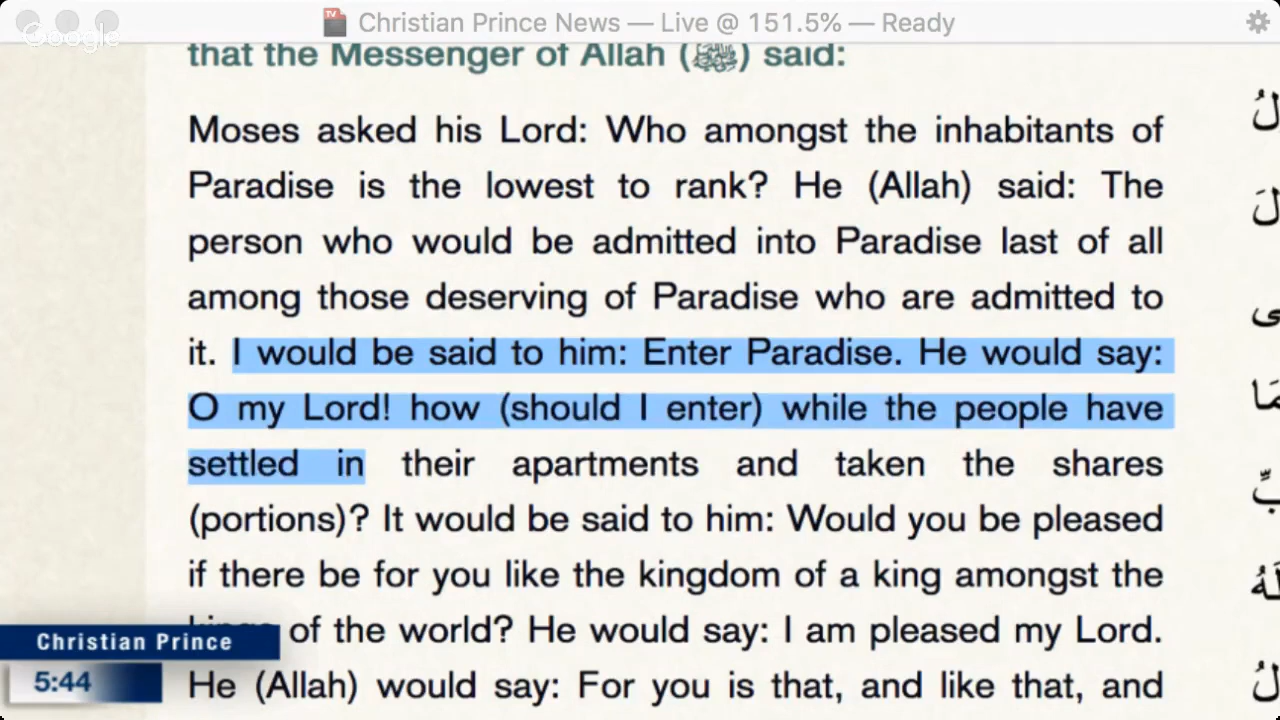 Christian Prince News — Live @ 151.5% — Ready
Google
that the Messenger of Allah (ﷺ) said:
Moses asked his Lord: Who amongst the inhabitants of
Paradise is the lowest to rank? He (Allah) said: The
person who would be admitted into Paradise last of all
among those deserving of Paradise who are admitted to
it. I would be said to him: Enter Paradise. He would say:
O my Lord! how (should I enter) while the people have
settled in their apartments and taken the shares
(portions)? It would be said to him: Would you be pleased
if there be for you like the kingdom of a king amongst the
kings of the world? He would say: I am pleased my Lord.
He (Allah) would say: For you is that, and like that, and
Christian Prince
5:44